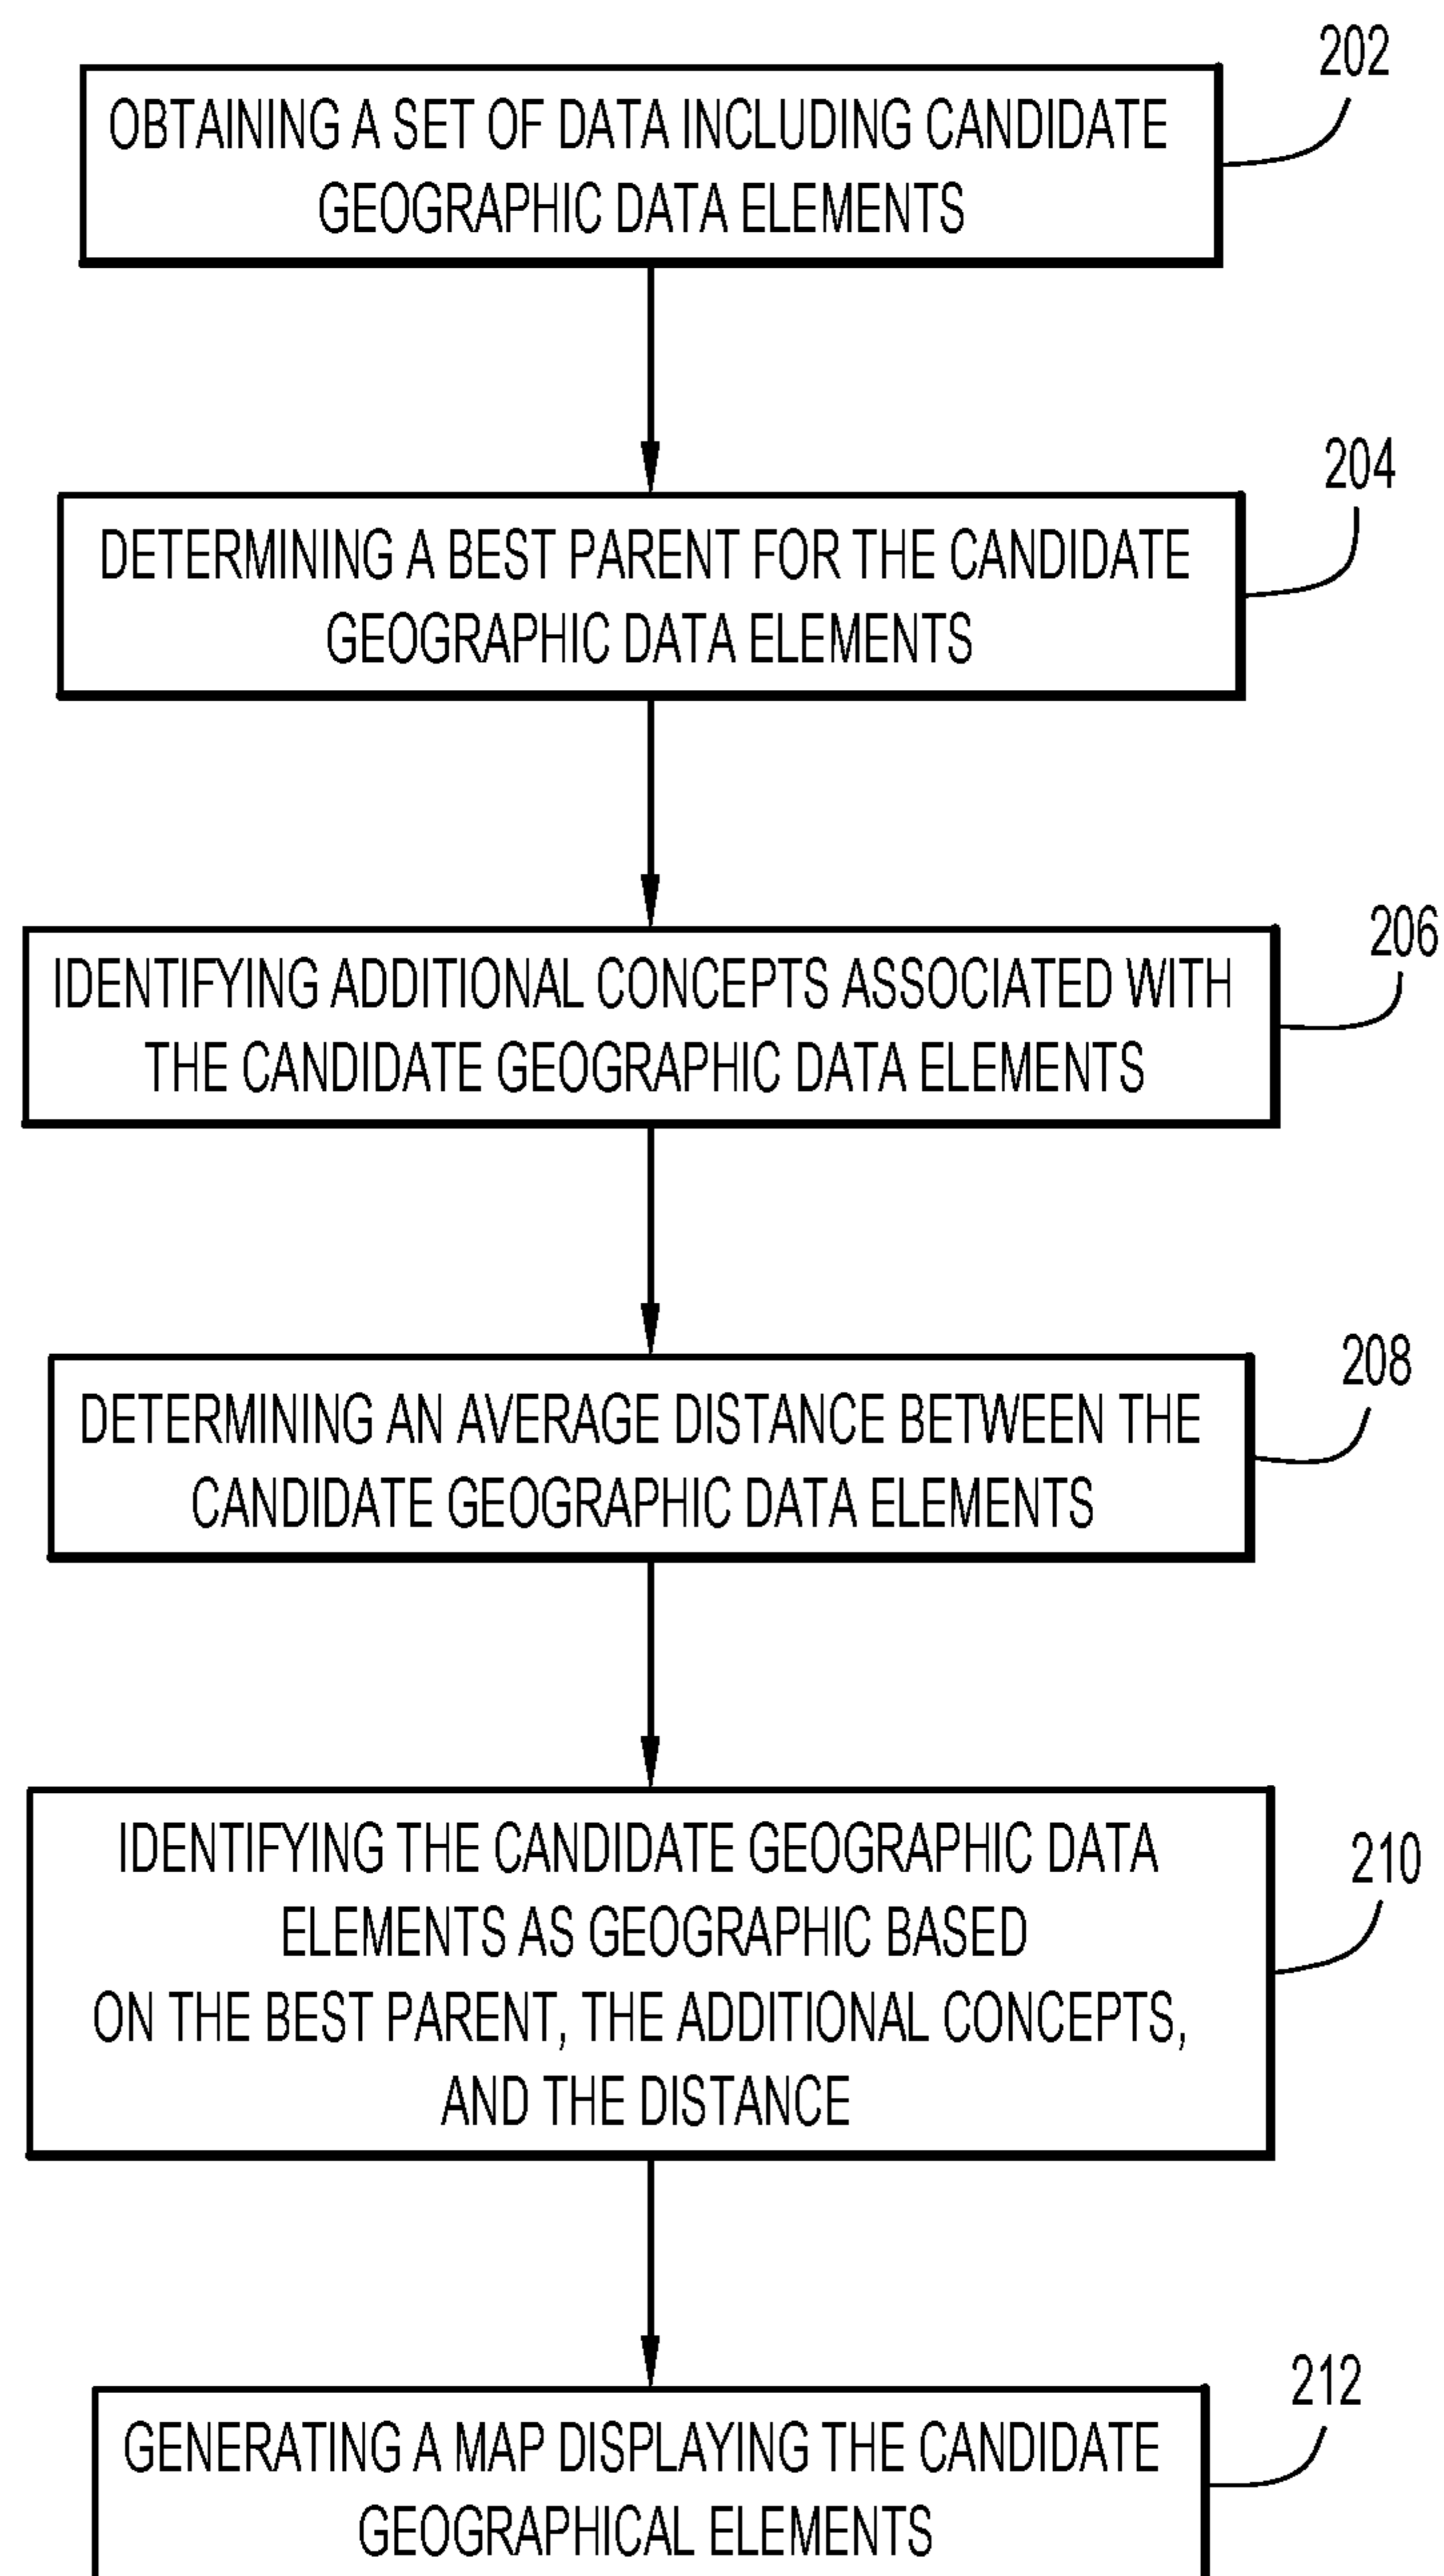 202
OBTAINING A SET OF DATA INCLUDING CANDIDATE
GEOGRAPHIC DATA ELEMENTS
204
DETERMINING A BEST PARENT FOR THE CANDIDATE
GEOGRAPHIC DATA ELEMENTS
206
IDENTIFYING ADDITIONAL CONCEPTS ASSOCIATED WITH
THE CANDIDATE GEOGRAPHIC DATA ELEMENTS
208
DETERMINING AN AVERAGE DISTANCE BETWEEN THE
CANDIDATE GEOGRAPHIC DATA ELEMENTS
210
IDENTIFYING THE CANDIDATE GEOGRAPHIC DATA
ELEMENTS AS GEOGRAPHIC BASED
ON THE BEST PARENT, THE ADDITIONAL CONCEPTS,
AND THE DISTANCE
212
GENERATING A MAP DISPLAYING THE CANDIDATE
GEOGRAPHICAL ELEMENTS